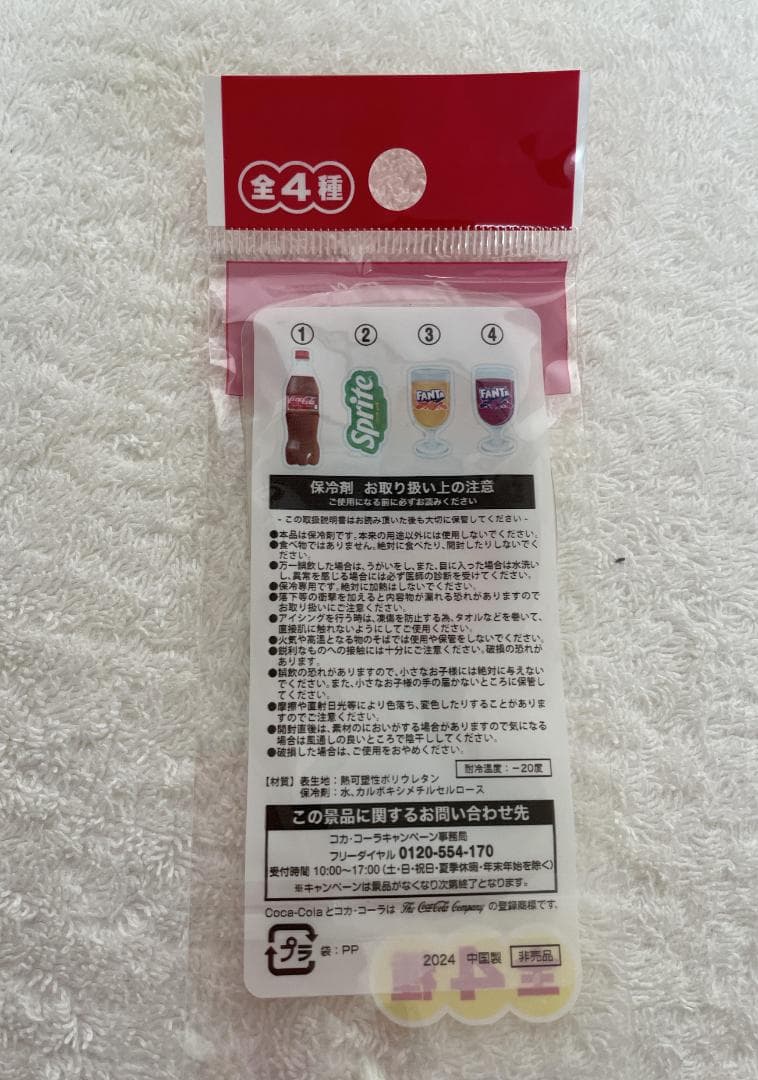 全4種
① ② ③ ④
Coca-Cola
Sprite
FANTA
FANTA
保冷剤 お取り扱い上の注意
ご使用になる前に必ずお読みください
- この取扱説明書はお読み頂いた後も大切に保管してください -
●本品は保冷剤です。本来の用途以外には使用しないでください。
●食べ物ではありません。絶対に食べたり、開封したりしないでく
ださい。
●万一誤飲した場合は、うがいをし、また、目に入った場合は水洗い
し、異常を感じる場合には必ず医師の診断を受けてください。
●保冷専用です。絶対に加熱はしないでください。
●落下等の衝撃を加えると内容物が漏れる恐れがありますので
お取り扱いにご注意ください。
●アイシングを行う時は、凍傷を防止する為、タオルなどを巻いて、
直接肌に触れないようにしてご使用ください。
●火気や高温となる物のそばでは使用や保管をしないでください。
●鋭利なものへの接触には十分にご注意ください。破損の恐れが
あります。
●誤飲の恐れがありますので、小さなお子様には絶対に与えない
でください。また、小さなお子様の手の届かないところに保管し
てください。
●摩擦や直射日光等により色落ち、変色したりすることがありま
すのでご注意ください。
●開封直後は、素材のにおいがする場合がありますので気になる
場合は風通しの良いところで陰干ししてください。
●破損した場合は、ご使用をおやめください。
耐冷温度:-20度
【材質】 表生地:熱可塑性ポリウレタン
保冷剤:水、カルボキシメチルセルロース
この景品に関するお問い合わせ先
コカ・コーラキャンペーン事務局
フリーダイヤル 0120-554-170
受付時間 10:00~17:00(土・日・祝日・夏季休暇・年末年始を除く)
※キャンペーンは景品がなくなり次第終了となります。
Coca-Colaとコカ・コーラは The Coca-Cola Company の登録商標です。
プラ 袋:PP
2024 中国製 非売品
全4種